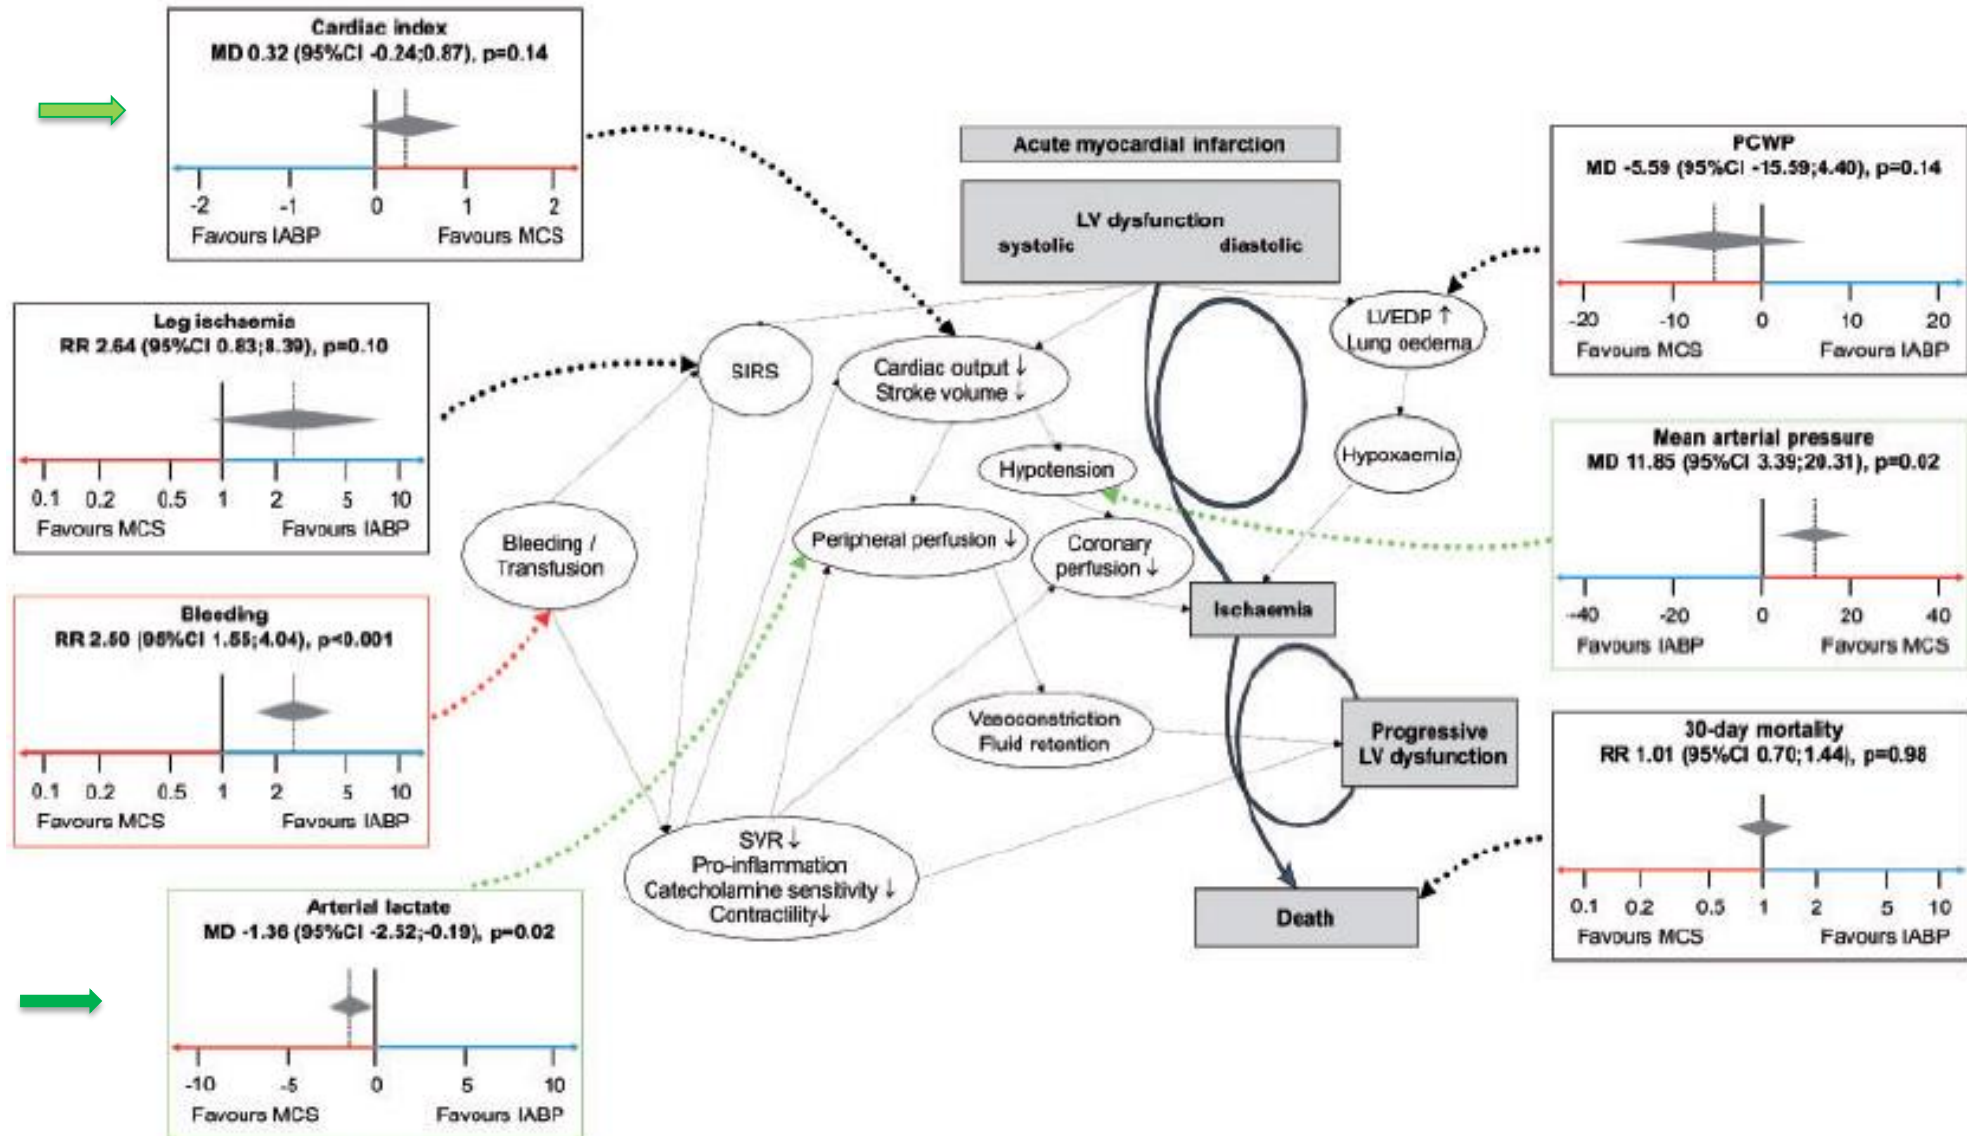 Cardiac index
MD 0.32 (95%CI -0.24;0.87), p=0.14
-2 -1 0 1 2
Favours IABP Favours MCS
Leg ischaemia
RR 2.64 (95%CI 0.83;8.39), p=0.10
0.1 0.2 0.5 1 2 5 10
Favours MCS Favours IABP
Bleeding
RR 2.50 (95%CI 1.55;4.04), p<0.001
0.1 0.2 0.5 1 2 5 10
Favours MCS Favours IABP
Arterial lactate
MD -1.36 (95%CI -2.52;-0.19), p=0.02
-10 -5 0 5 10
Favours MCS Favours IABP
Acute myocardial infarction
LV dysfunction
systolic diastolic
SIRS
Cardiac output ↓
Stroke volume ↓
LVEDP ↑
Lung oedema
Hypotension
Hypoxaemia
Bleeding /
Transfusion
Peripheral perfusion ↓
Coronary
perfusion ↓
Ischaemia
Vasoconstriction
Fluid retention
Progressive
LV dysfunction
SVR ↓
Pro-inflammation
Catecholamine sensitivity ↓
Contractility↓
Death
PCWP
MD -5.59 (95%CI -15.59;4.40), p=0.14
-20 -10 0 10 20
Favours MCS Favours IABP
Mean arterial pressure
MD 11.85 (95%CI 3.39;20.31), p=0.02
-40 -20 0 20 40
Favours IABP Favours MCS
30-day mortality
RR 1.01 (95%CI 0.70;1.44), p=0.98
0.1 0.2 0.5 1 2 5 10
Favours MCS Favours IABP